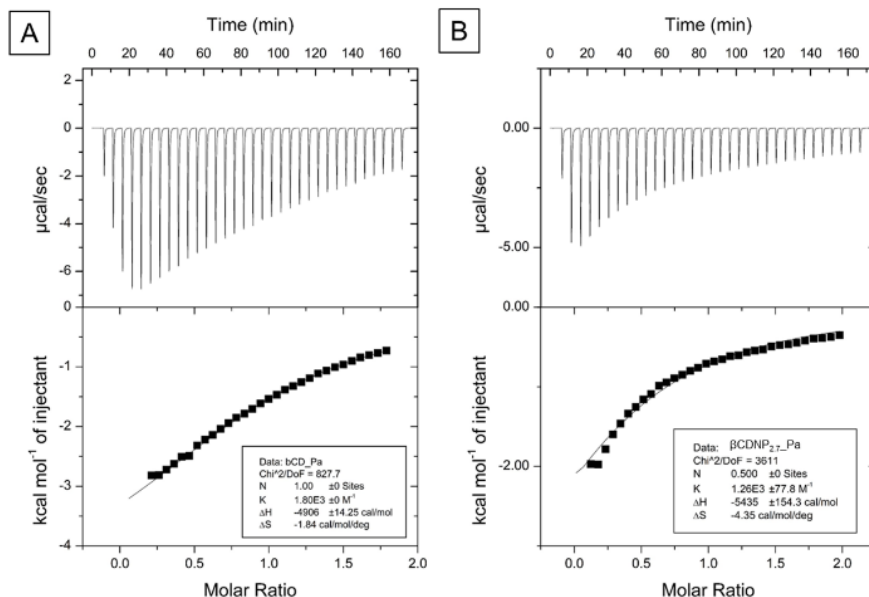 A
Time (min)
0 20 40 60 80 100 120 140 160
2
0
-2
-4
-6
0
µcal/sec
-1
-2
-3
-4
kcal mol⁻¹ of injectant
Data: bCD_Pa
Chi^2/DoF = 827.7
N 1.00 ±0 Sites
K 1.80E3 ±0 M⁻¹
ΔH -4906 ±14.25 cal/mol
ΔS -1.84 cal/mol/deg
0.0 0.5 1.0 1.5 2.0
Molar Ratio
B
Time (min)
0 20 40 60 80 100 120 140 160
0.00
-5.00
0.00
µcal/sec
-2.00
kcal mol⁻¹ of injectant
Data: βCDNP₂.₇_Pa
Chi^2/DoF = 3611
N 0.500 ±0 Sites
K 1.26E3 ±77.8 M⁻¹
ΔH -5435 ±154.3 cal/mol
ΔS -4.35 cal/mol/deg
0.0 0.5 1.0 1.5 2.0
Molar Ratio